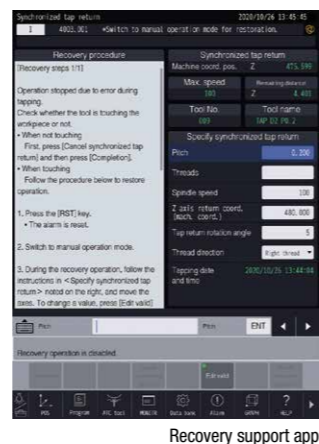 Synchronized tap return
2020/10/26 13:45:45
1
4003.001 *Switch to manual operation mode for restoration.
Recovery procedure
[Recovery steps 1/1]
Operation stopped due to error during tapping.
Check whether the tool is touching the workpiece or not.
• When not touching
First, press [Cancel synchronized tap return] and then press [Completion].
• When touching
Follow the procedure below to restore operation.
1. Press the [RST] key.
• The alarm is reset.
2. Switch to manual operation mode.
3. During the recovery operation, follow the instructions in <Specify synchronized tap return> noted on the right, and move the axes. To change a value, press [Edit valid]
Synchronized tap return
Machine coord. pos. Z 475.599
Max. speed
100
Remaining distance
Z 4.403
Tool No.
009
Tool name
TAP D2 P0.2
Specify synchronized tap return
Pitch 0.200
Threads
Spindle speed 100
Z axis return coord. (mach. coord.) 480.000
Tap return rotation angle 5
Thread direction Right thread
Tapping date and time 2020/10/26 13:44:04
Pitch
Pitch
ENT
Recovery operation is disabled.
Edit valid
POS
Program
ATC tool
MONITR
Data bank
Alarm
GRAPH
HELP
Recovery support app